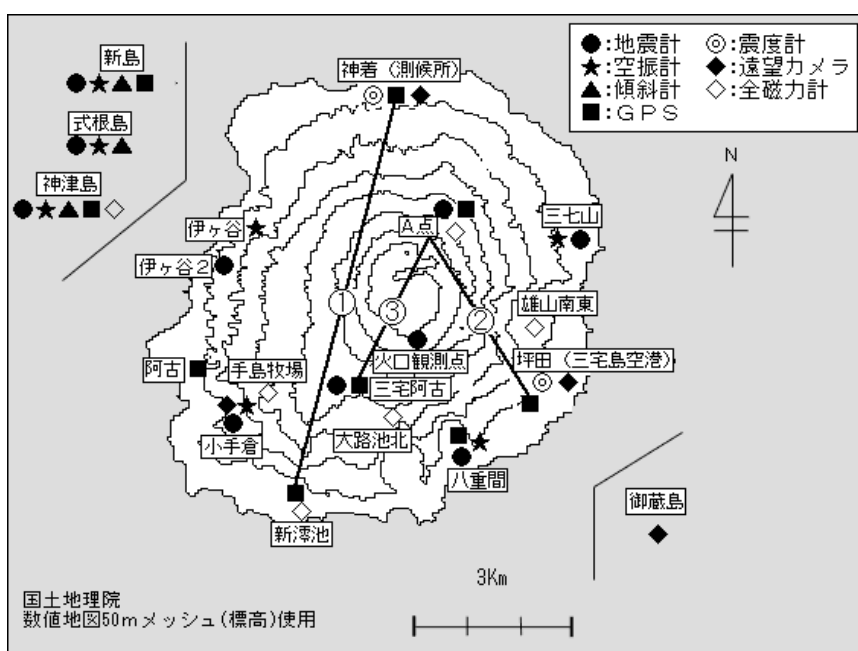 新島
式根島
神津島
神着（測候所）
●:地震計 ◎:震度計
★:空振計 ◆:遠望カメラ
▲:傾斜計 ◇:全磁力計
■:ＧＰＳ
N
伊ヶ谷
A点
三七山
伊ヶ谷２
①
③
②
雄山南東
火口観測点
坪田（三宅島空港）
阿古
手島牧場
三宅阿古
小手倉
大路池北
八重間
新澪池
御蔵島
3Km
国土地理院
数値地図50mメッシュ(標高)使用